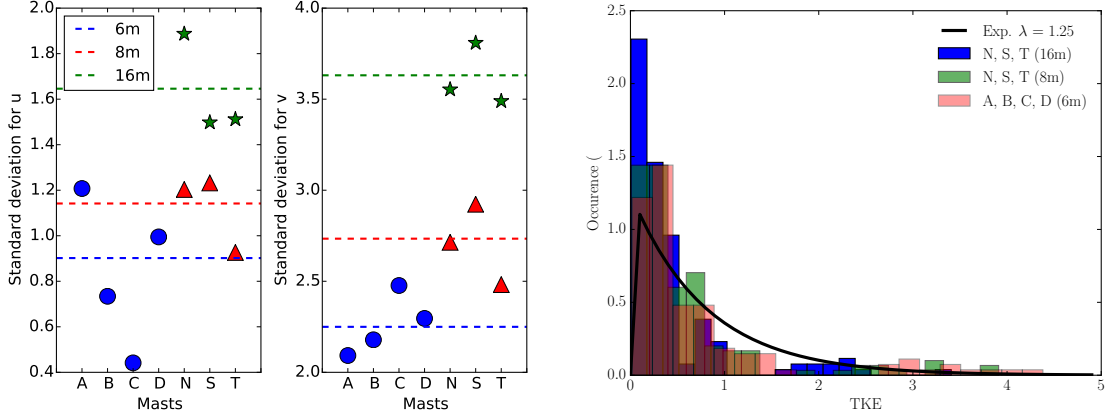 2.0
1.8
1.6
1.4
1.2
1.0
0.8
0.6
0.4
Standard deviation for u
6m
8m
16m
A B C D N S T
Masts
4.0
3.5
3.0
2.5
2.0
Standard deviation for v
A B C D N S T
Masts
2.5
2.0
1.5
1.0
0.5
0.0
Occurence (
Exp. λ = 1.25
N, S, T (16m)
N, S, T (8m)
A, B, C, D (6m)
0 1 2 3 4 5
TKE